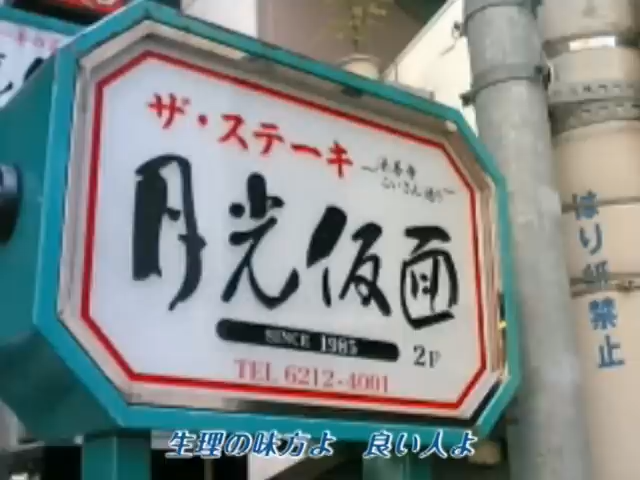 ザ・ステーキ
月光仮面
SINCE 1985
2F
TEL 6212-4001
はり紙禁止
生理の味方よ 良い人よ